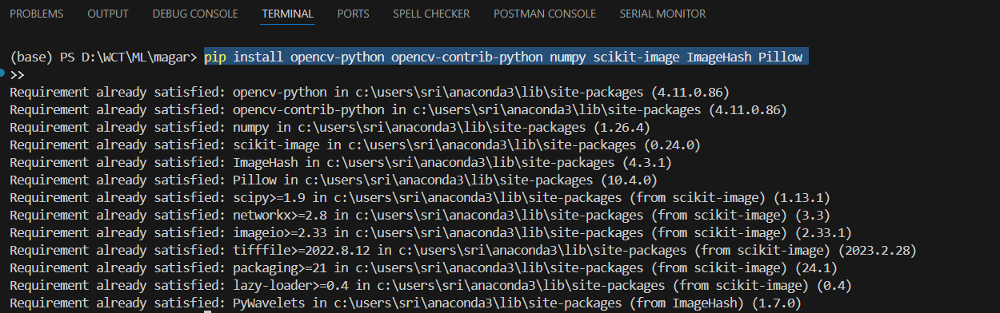 PROBLEMS OUTPUT DEBUG CONSOLE TERMINAL PORTS SPELL CHECKER POSTMAN CONSOLE SERIAL MONITOR
(base) PS D:\WCT\ML\magar> pip install opencv-python opencv-contrib-python numpy scikit-image ImageHash Pillow
>>
Requirement already satisfied: opencv-python in c:\users\sri\anaconda3\lib\site-packages (4.11.0.86)
Requirement already satisfied: opencv-contrib-python in c:\users\sri\anaconda3\lib\site-packages (4.11.0.86)
Requirement already satisfied: numpy in c:\users\sri\anaconda3\lib\site-packages (1.26.4)
Requirement already satisfied: scikit-image in c:\users\sri\anaconda3\lib\site-packages (0.24.0)
Requirement already satisfied: ImageHash in c:\users\sri\anaconda3\lib\site-packages (4.3.1)
Requirement already satisfied: Pillow in c:\users\sri\anaconda3\lib\site-packages (10.4.0)
Requirement already satisfied: scipy>=1.9 in c:\users\sri\anaconda3\lib\site-packages (from scikit-image) (1.13.1)
Requirement already satisfied: networkx>=2.8 in c:\users\sri\anaconda3\lib\site-packages (from scikit-image) (3.3)
Requirement already satisfied: imageio>=2.33 in c:\users\sri\anaconda3\lib\site-packages (from scikit-image) (2.33.1)
Requirement already satisfied: tifffile>=2022.8.12 in c:\users\sri\anaconda3\lib\site-packages (from scikit-image) (2023.2.28)
Requirement already satisfied: packaging>=21 in c:\users\sri\anaconda3\lib\site-packages (from scikit-image) (24.1)
Requirement already satisfied: lazy-loader>=0.4 in c:\users\sri\anaconda3\lib\site-packages (from scikit-image) (0.4)
Requirement already satisfied: PyWavelets in c:\users\sri\anaconda3\lib\site-packages (from ImageHash) (1.7.0)